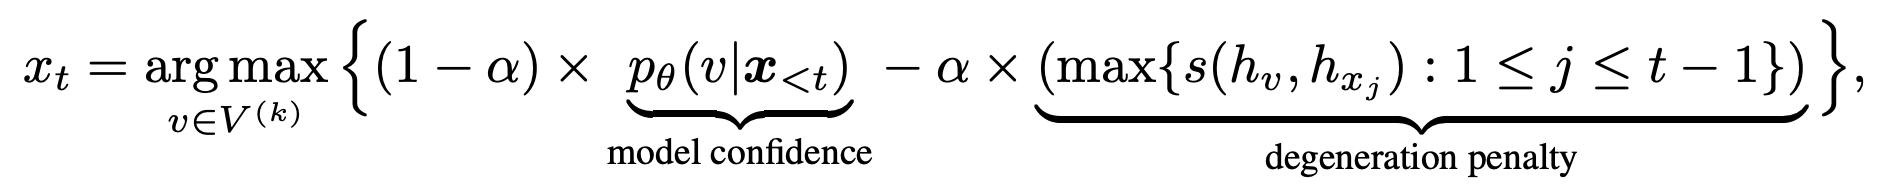 x_t = arg max_{v∈V^{(k)}} {(1 − α) × p_θ(v|x_{<t}) − α × (max{s(h_v, h_{x_j}) : 1 ≤ j ≤ t − 1})},
model confidence
degeneration penalty